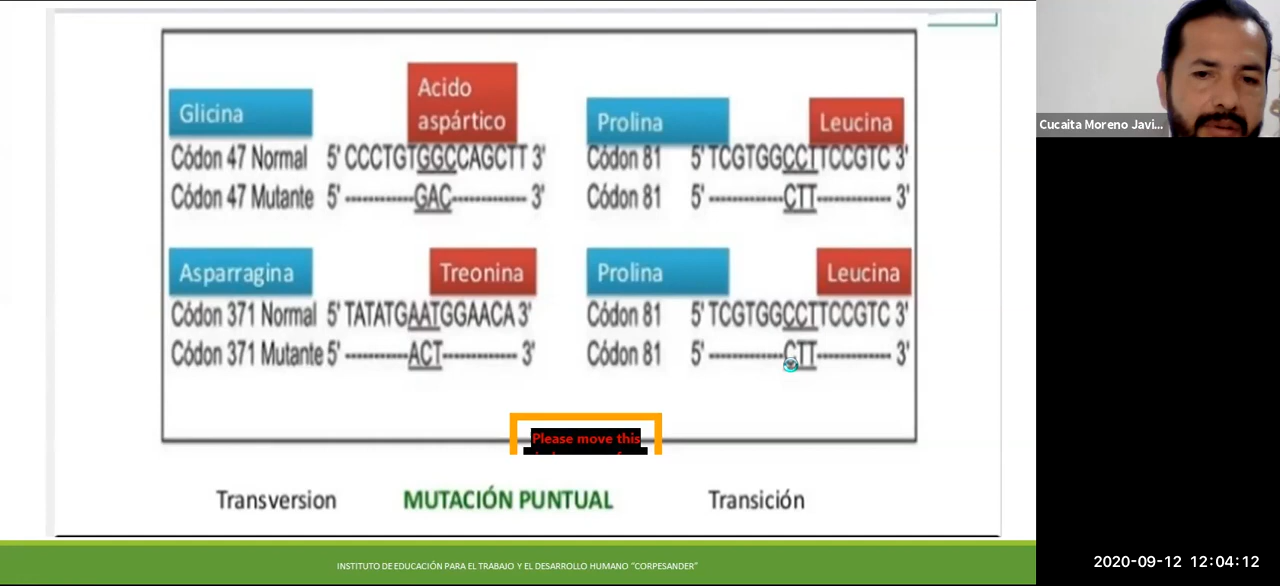 Glicina
Acido
aspártico
Códon 47 Normal 5' CCCTGTGGCCAGCTT 3'
Códon 47 Mutante 5' ------------GAC------------- 3'
Prolina
Leucina
Códon 81 5' TCGTGGCCTTCCGTC 3'
Códon 81 5' -------------CTT------------- 3'
Asparragina
Treonina
Códon 371 Normal 5' TATATGAATGGAACA 3'
Códon 371 Mutante 5' -----------ACT------------- 3'
Prolina
Leucina
Códon 81 5' TCGTGGCCTTCCGTC 3'
Códon 81 5' -------------CTT------------- 3'
Please move this
Transversion
MUTACIÓN PUNTUAL
Transición
INSTITUTO DE EDUCACIÓN PARA EL TRABAJO Y EL DESARROLLO HUMANO "CORPESANDER"
Cucaita Moreno Javi...
2020-09-12 12:04:12